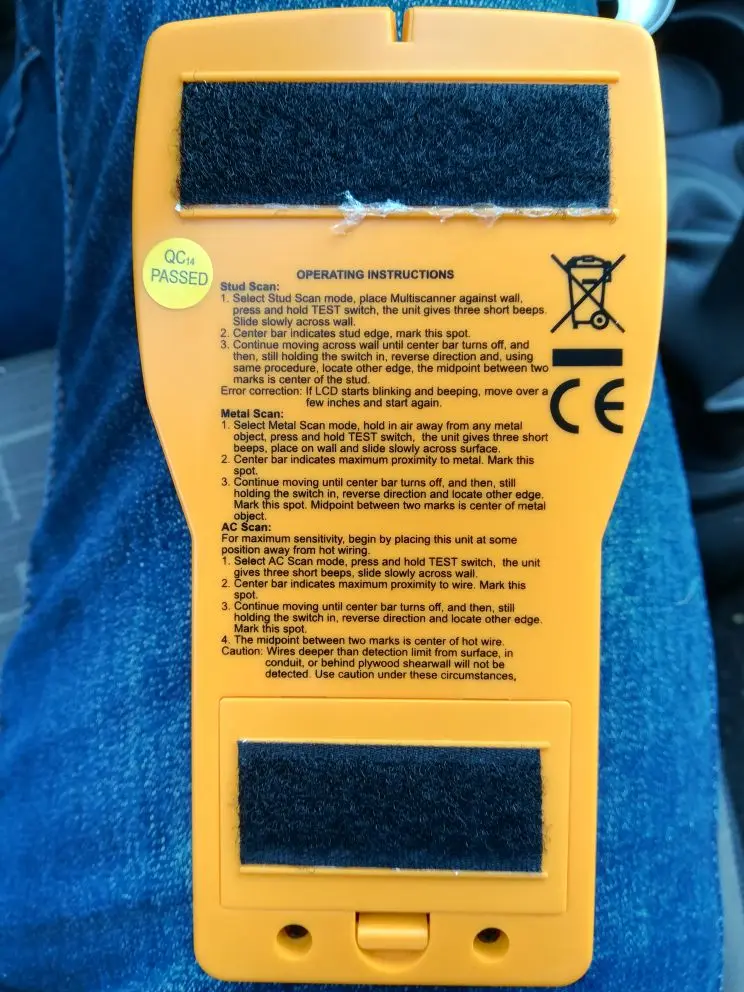 QC14
PASSED
OPERATING INSTRUCTIONS
Stud Scan:
1. Select Stud Scan mode, place Multiscanner against wall,
press and hold TEST switch, the unit gives three short beeps.
Slide slowly across wall.
2. Center bar indicates stud edge, mark this spot.
3. Continue moving across wall until center bar turns off, and
then, still holding the switch in, reverse direction and, using
same procedure, locate other edge, the midpoint between two
marks is center of the stud.
Error correction: If LCD starts blinking and beeping, move over a
few inches and start again.
Metal Scan:
1. Select Metal Scan mode, hold in air away from any metal
object, press and hold TEST switch, the unit gives three short
beeps, place on wall and slide slowly across surface.
2. Center bar indicates maximum proximity to metal. Mark this
spot.
3. Continue moving until center bar turns off, and then, still
holding the switch in, reverse direction and locate other edge.
Mark this spot. Midpoint between two marks is center of metal
object.
AC Scan:
For maximum sensitivity, begin by placing this unit at some
position away from hot wiring.
1. Select AC Scan mode, press and hold TEST switch, the unit
gives three short beeps, slide slowly across wall.
2. Center bar indicates maximum proximity to wire. Mark this
spot.
3. Continue moving until center bar turns off, and then, still
holding the switch in, reverse direction and locate other edge.
Mark this spot.
4. The midpoint between two marks is center of hot wire.
Caution: Wires deeper than detection limit from surface, in
conduit, or behind plywood shearwall will not be
detected. Use caution under these circumstances,
CE